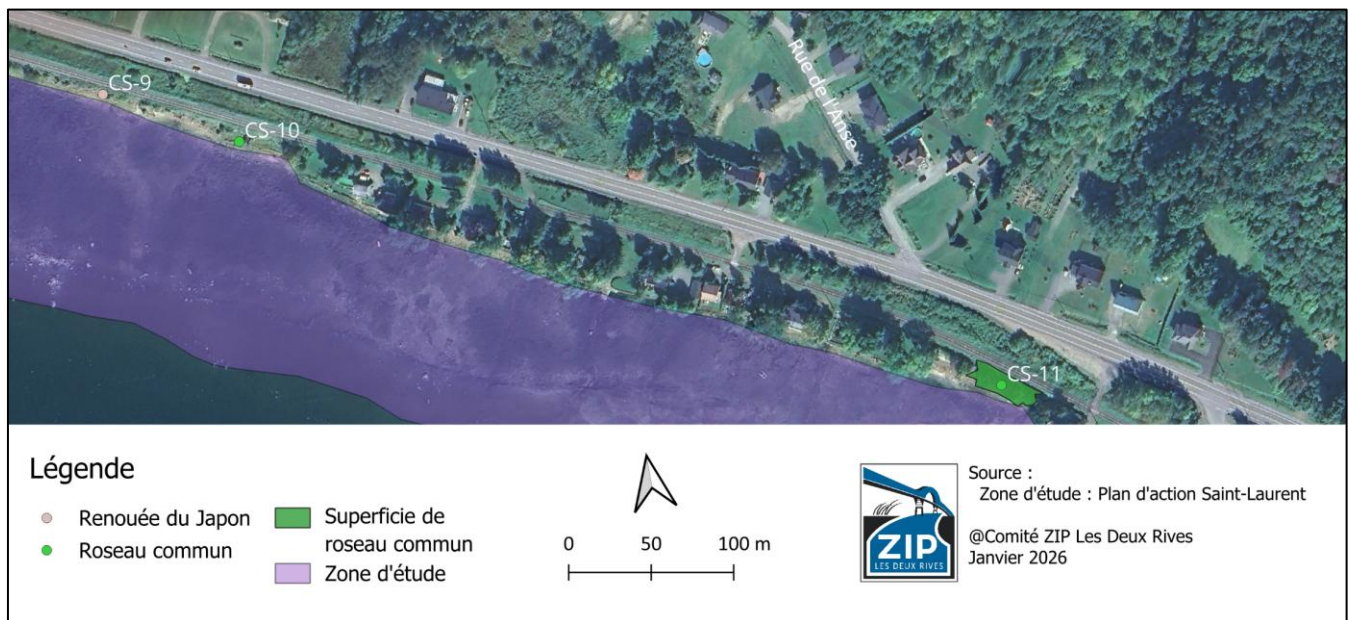 CS-9
CS-10
Rue de l'Anse
CS-11
Légende
Renouée du Japon
Roseau commun
Superficie de
roseau commun
Zone d'étude
0 50 100 m
ZIP
LES DEUX RIVES
Source :
Zone d'étude : Plan d'action Saint-Laurent
@Comité ZIP Les Deux Rives
Janvier 2026